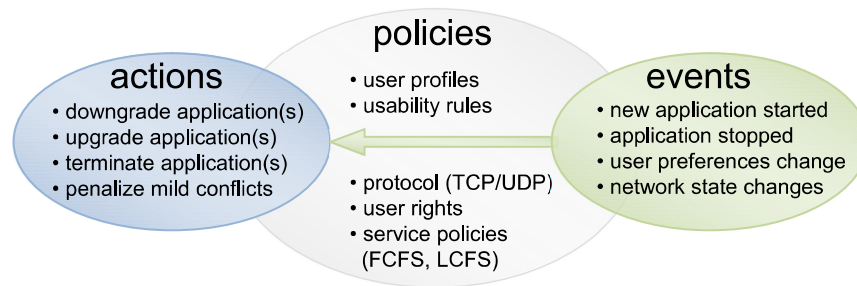 policies
actions
• downgrade application(s)
• upgrade application(s)
• terminate application(s)
• penalize mild conflicts
• user profiles
• usability rules
• protocol (TCP/UDP)
• user rights
• service policies
(FCFS, LCFS)
events
• new application started
• application stopped
• user preferences change
• network state changes